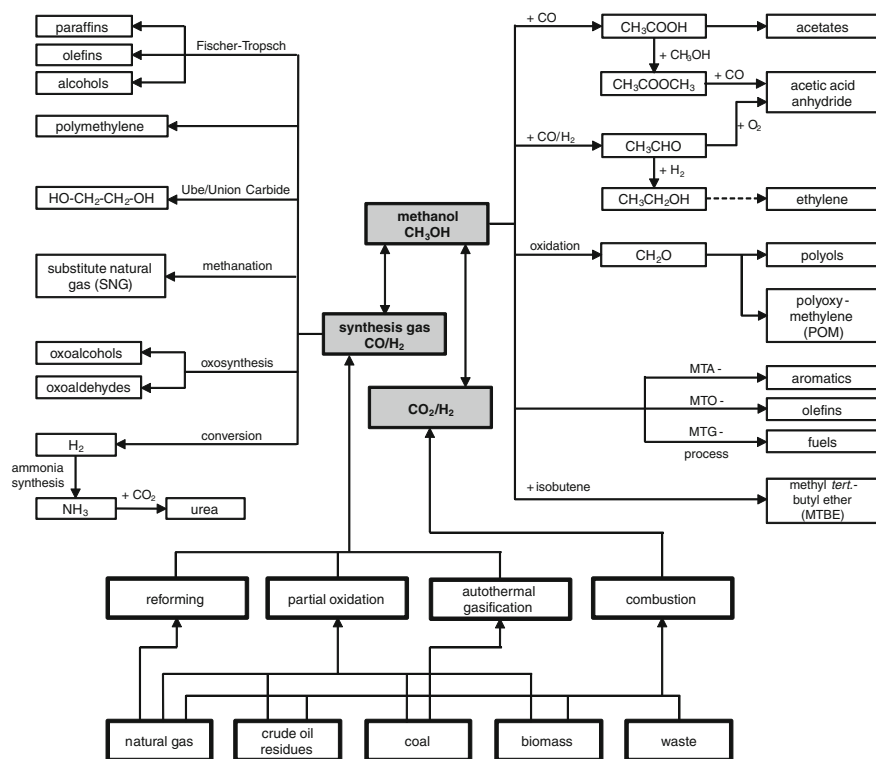 paraffins
olefins
alcohols
Fischer-Tropsch
polymethylene
HO-CH2-CH2-OH
Ube/Union Carbide
substitute natural
gas (SNG)
methanation
oxoalcohols
oxoaldehydes
oxosynthesis
H2
conversion
ammonia
synthesis
NH3
+ CO2
urea
methanol
CH3OH
synthesis gas
CO/H2
CO2/H2
+ CO
CH3COOH
acetates
+ CH3OH
CH3COOCH3
+ CO
acetic acid
anhydride
+ O2
+ CO/H2
CH3CHO
+ H2
CH3CH2OH
ethylene
oxidation
CH2O
polyols
polyoxy-
methylene
(POM)
MTA -
aromatics
MTO -
olefins
MTG -
process
fuels
+ isobutene
methyl tert.-
butyl ether
(MTBE)
reforming
partial oxidation
autothermal
gasification
combustion
natural gas
crude oil
residues
coal
biomass
waste